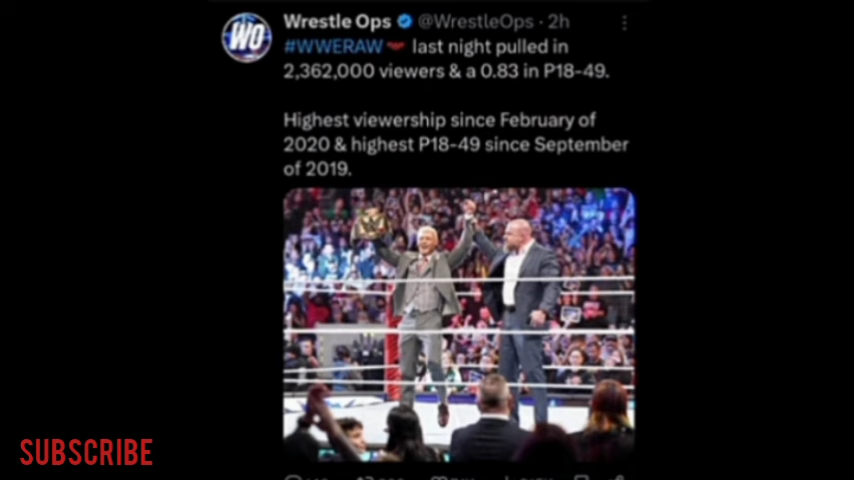 Wrestle Ops @WrestleOps · 2h
WO
#WWERAW last night pulled in
2,362,000 viewers & a 0.83 in P18-49.
Highest viewership since February of
2020 & highest P18-49 since September
of 2019.
SUBSCRIBE